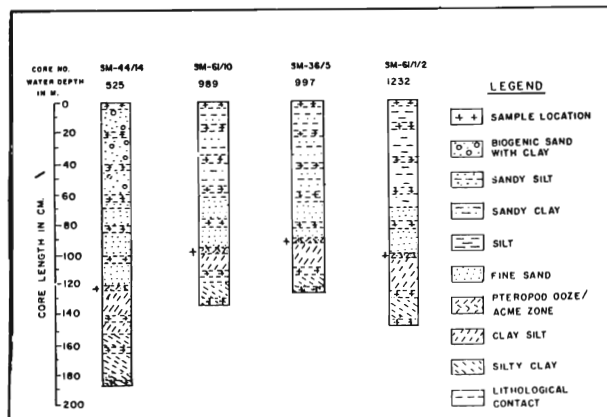 CORE NO. SM-44/14 SM-61/10 SM-36/5 SM-61/1/2
WATER DEPTH IN M. 525 989 997 1232
CORE LENGTH IN CM.
0
20
40
60
80
100
120
140
160
180
200
LEGEND
SAMPLE LOCATION
BIOGENIC SAND
WITH CLAY
SANDY SILT
SANDY CLAY
SILT
FINE SAND
PTEROPOD OOZE/
ACME ZONE
CLAY SILT
SILTY CLAY
LITHOLOGICAL
CONTACT